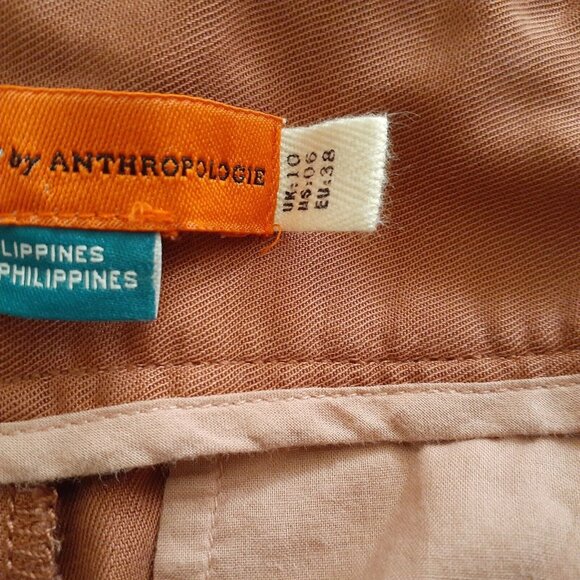 by ANTHROPOLOGIE
UK:10
US:06
EU:38
LIPPINES
PHILIPPINES